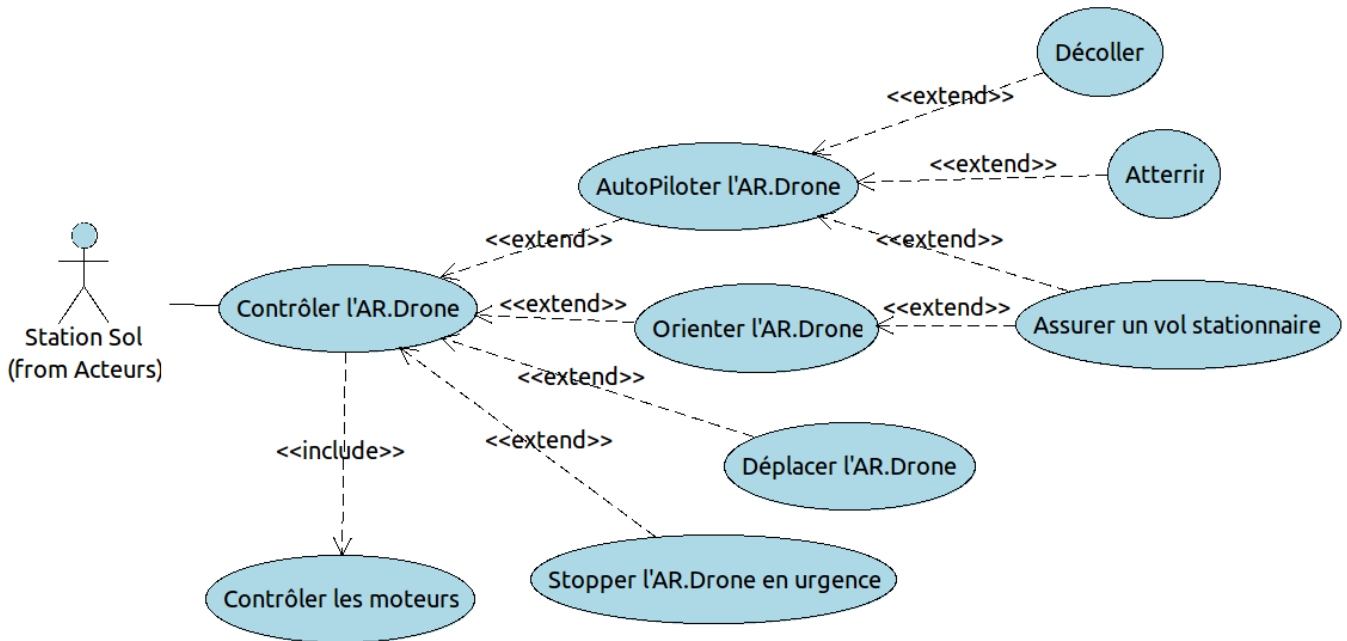 Décoller
<<extend>>
<<extend>>
Atterrir
AutoPiloter l'AR.Drone
<<extend>>
<<extend>>
Contrôler l'AR.Drone
<<extend>>
Orienter l'AR.Drone
<<extend>>
Assurer un vol stationnaire
Station Sol
(from Acteurs)
<<extend>>
<<include>>
<<extend>>
Déplacer l'AR.Drone
Stopper l'AR.Drone en urgence
Contrôler les moteurs